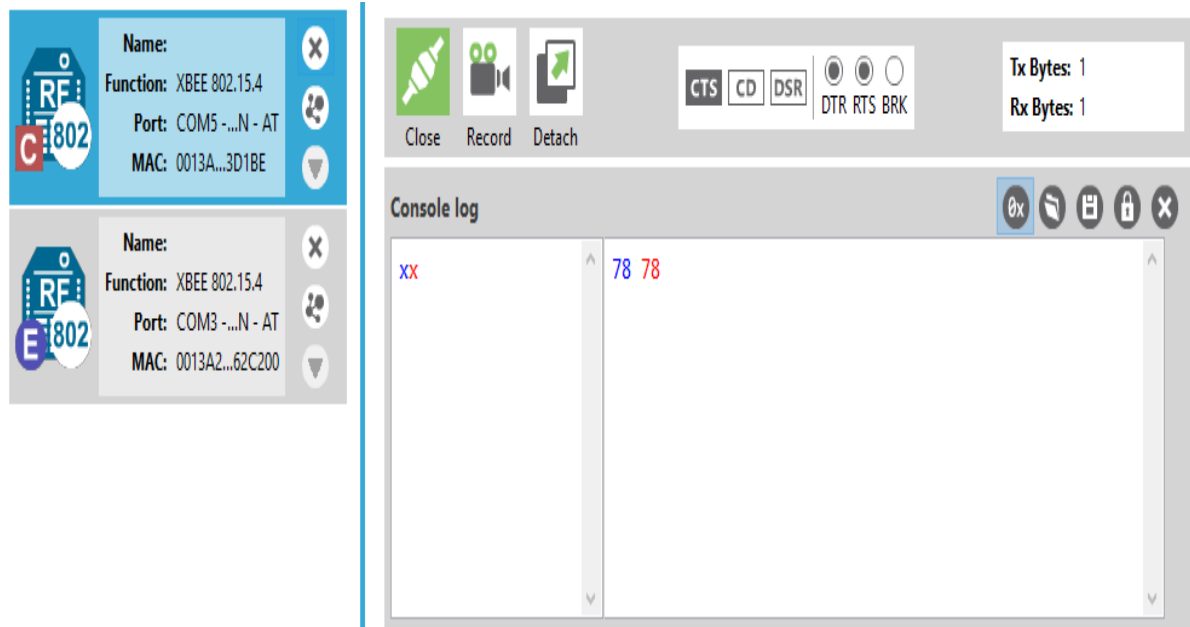 RF
802
C
Name:
Function: XBEE 802.15.4
Port: COM5 -...N - AT
MAC: 0013A...3D1BE
RF
802
E
Name:
Function: XBEE 802.15.4
Port: COM3 -...N - AT
MAC: 0013A2...62C200
Close Record Detach
CTS CD DSR DTR RTS BRK
Tx Bytes: 1
Rx Bytes: 1
Console log
0x
xx
78 78